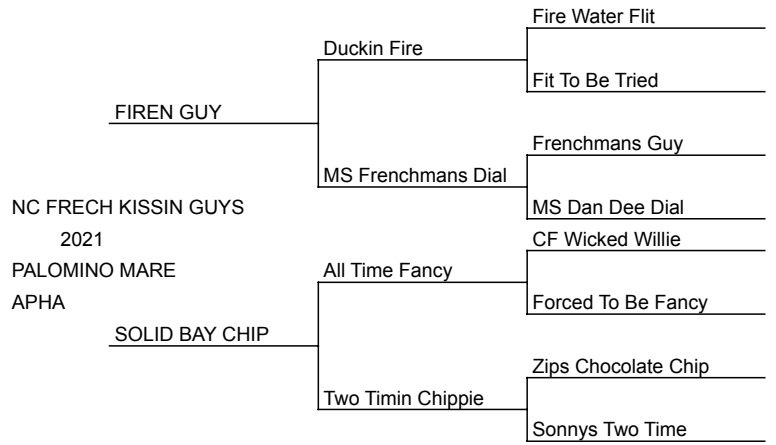 Fire Water Flit
Duckin Fire
Fit To Be Tried
FIREN GUY
Frenchmans Guy
MS Frenchmans Dial
MS Dan Dee Dial
NC FRECH KISSIN GUYS
2021
PALOMINO MARE
APHA
CF Wicked Willie
All Time Fancy
Forced To Be Fancy
SOLID BAY CHIP
Zips Chocolate Chip
Two Timin Chippie
Sonnys Two Time